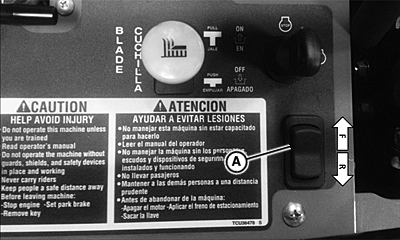 BLADE
CUCHILLA
PULL
JALE
ON
EN
PUSH
EMPUJAR
OFF
APAGADO
STOP
CAUTION
HELP AVOID INJURY
• Do not operate this machine unless
you are trained
Read operator's manual
Do not operate the machine without
guards, shields, and safety devices
in place and working
Never carry riders
Keep people a safe distance away
Before leaving machine:
-Stop engine -Set park brake
-Remove key
ATENCION
AYUDAR A EVITAR LESIONES
• No manejar esta máquina sin estar capacitado
para hacerlo
• Leer el manual del operador
• No manejar la máquina sin los
escudos y dispositivos de
instalados y funcionando
• No llevar pasajeros
• Mantener a las demás personas a una distancia
prudente
• Antes de abandonar de la máquina:
-Apagar el motor -Aplicar el freno de estacionamiento
-Sacar la llave
TCU36478 S
A
F
R